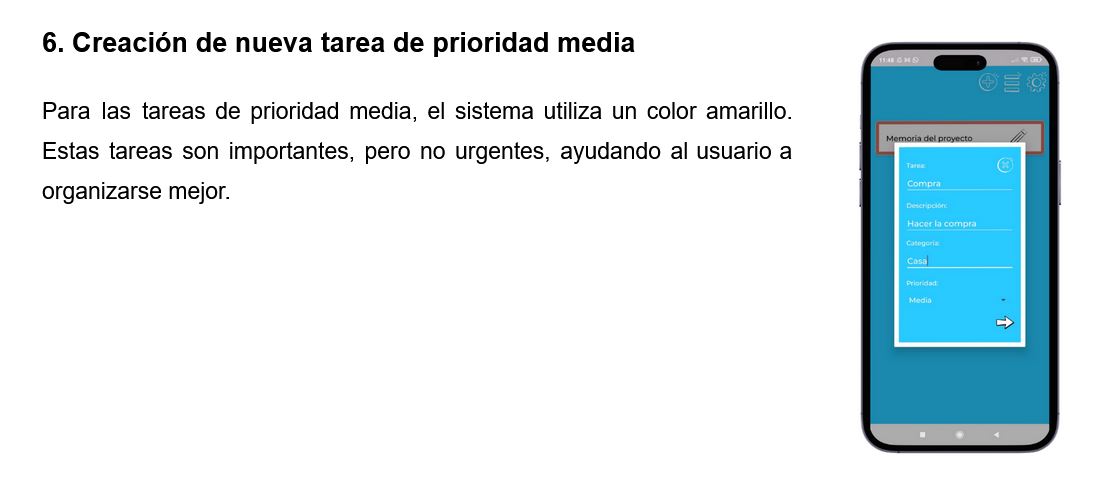 6. Creación de nueva tarea de prioridad media
Para las tareas de prioridad media, el sistema utiliza un color amarillo.
Estas tareas son importantes, pero no urgentes, ayudando al usuario a
organizarse mejor.
11:48
Memoria del proyecto
Tarea:
Compra
Descripción:
Hacer la compra
Categoría:
Casa
Prioridad:
Media